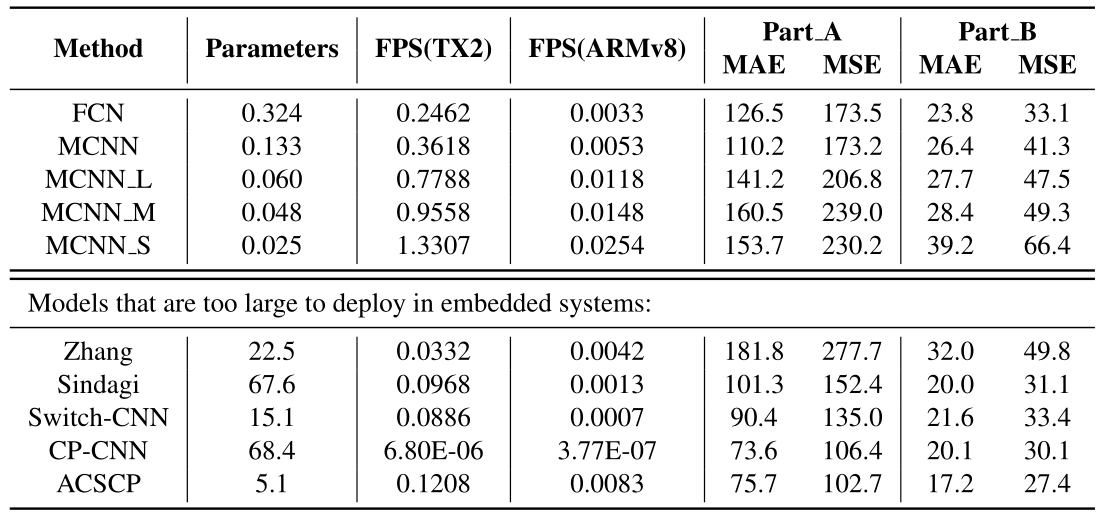 Method Parameters FPS(TX2) FPS(ARMv8) Part_A Part_B
MAE MSE MAE MSE
FCN 0.324 0.2462 0.0033 126.5 173.5 23.8 33.1
MCNN 0.133 0.3618 0.0053 110.2 173.2 26.4 41.3
MCNN_L 0.060 0.7788 0.0118 141.2 206.8 27.7 47.5
MCNN_M 0.048 0.9558 0.0148 160.5 239.0 28.4 49.3
MCNN_S 0.025 1.3307 0.0254 153.7 230.2 39.2 66.4
Models that are too large to deploy in embedded systems:
Zhang 22.5 0.0332 0.0042 181.8 277.7 32.0 49.8
Sindagi 67.6 0.0968 0.0013 101.3 152.4 20.0 31.1
Switch-CNN 15.1 0.0886 0.0007 90.4 135.0 21.6 33.4
CP-CNN 68.4 6.80E-06 3.77E-07 73.6 106.4 20.1 30.1
ACSCP 5.1 0.1208 0.0083 75.7 102.7 17.2 27.4